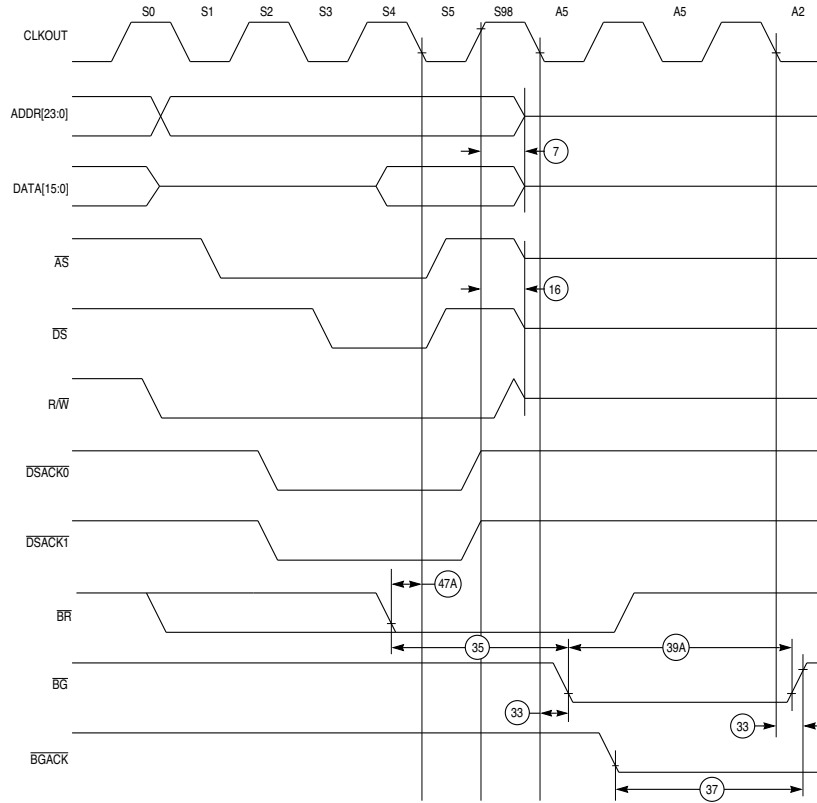 S0 S1 S2 S3 S4 S5 S98 A5 A5 A2
CLKOUT
ADDR[23:0]
7
DATA[15:0]
AS
16
DS
R/W
DSACK0
DSACK1
47A
BR
35 39A
BG
33 33
BGACK
37